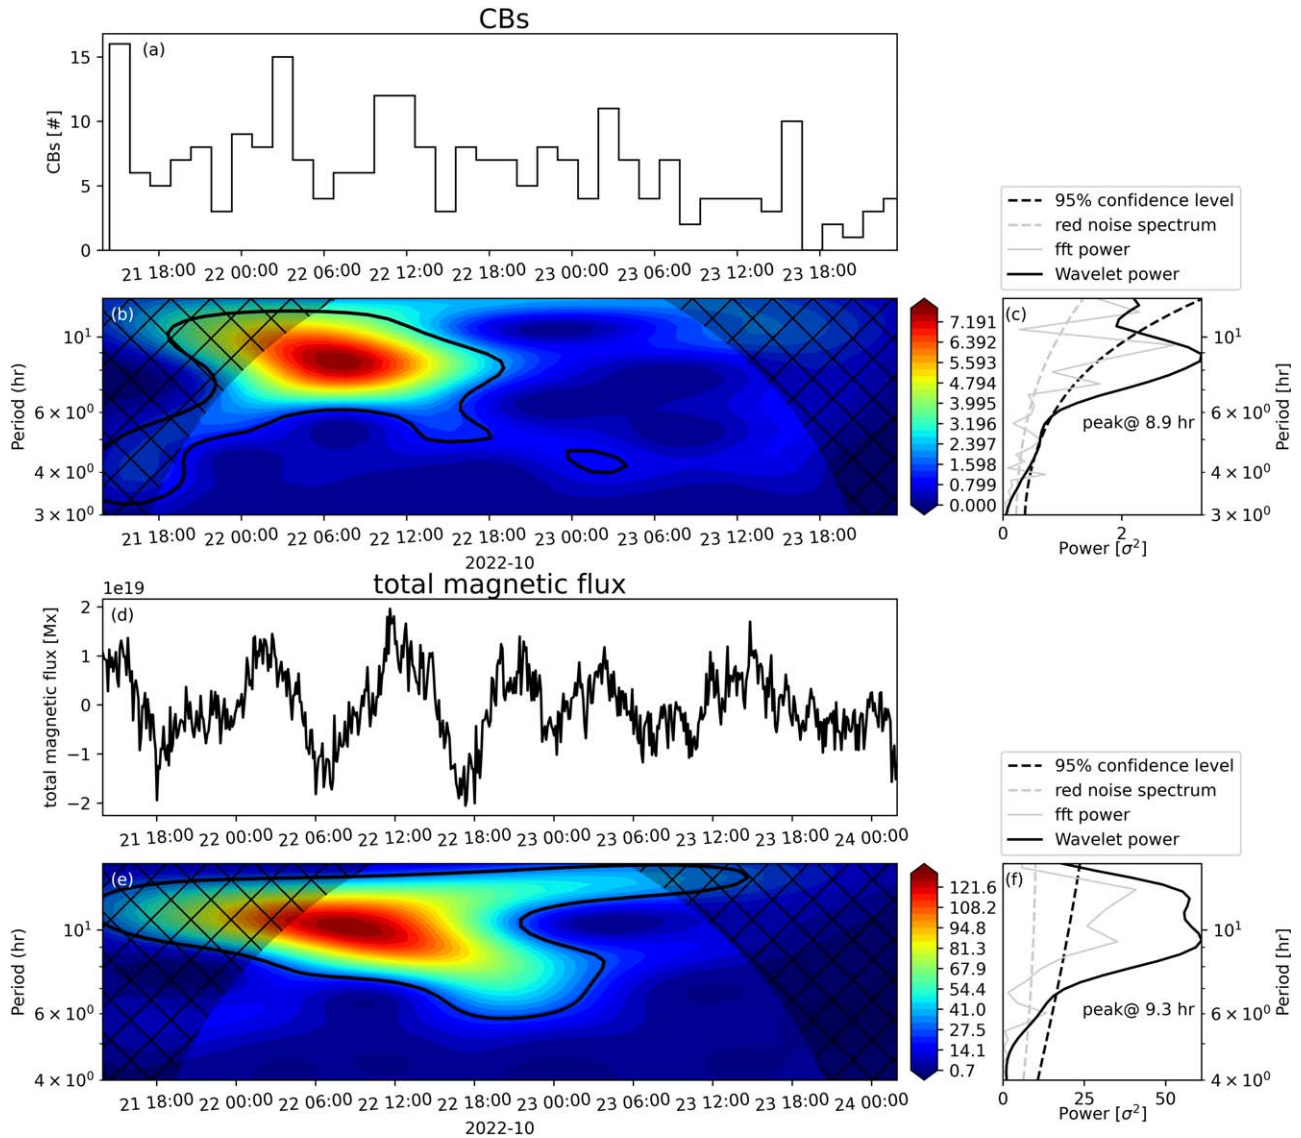 CBs
(a)
15
10
5
0
CBs [#]
21 18:00 22 00:00 22 06:00 22 12:00 22 18:00 23 00:00 23 06:00 23 12:00 23 18:00
95% confidence level
red noise spectrum
fft power
Wavelet power
(b)
10¹
6 × 10⁰
4 × 10⁰
3 × 10⁰
Period (hr)
21 18:00 22 00:00 22 06:00 22 12:00 22 18:00 23 00:00 23 06:00 23 12:00 23 18:00
2022-10
7.191
6.392
5.593
4.794
3.995
3.196
2.397
1.598
0.799
0.000
(c)
peak@ 8.9 hr
10¹
6 × 10⁰
4 × 10⁰
3 × 10⁰
Period [hr]
0 2
Power [σ²]
total magnetic flux
1e19
(d)
2
1
0
−1
−2
total magnetic flux [Mx]
21 18:00 22 00:00 22 06:00 22 12:00 22 18:00 23 00:00 23 06:00 23 12:00 23 18:00 24 00:00
95% confidence level
red noise spectrum
fft power
Wavelet power
(e)
10¹
6 × 10⁰
4 × 10⁰
Period (hr)
21 18:00 22 00:00 22 06:00 22 12:00 22 18:00 23 00:00 23 06:00 23 12:00 23 18:00 24 00:00
2022-10
121.6
108.2
94.8
81.3
67.9
54.4
41.0
27.5
14.1
0.7
(f)
peak@ 9.3 hr
10¹
6 × 10⁰
4 × 10⁰
Period [hr]
0 25 50
Power [σ²]